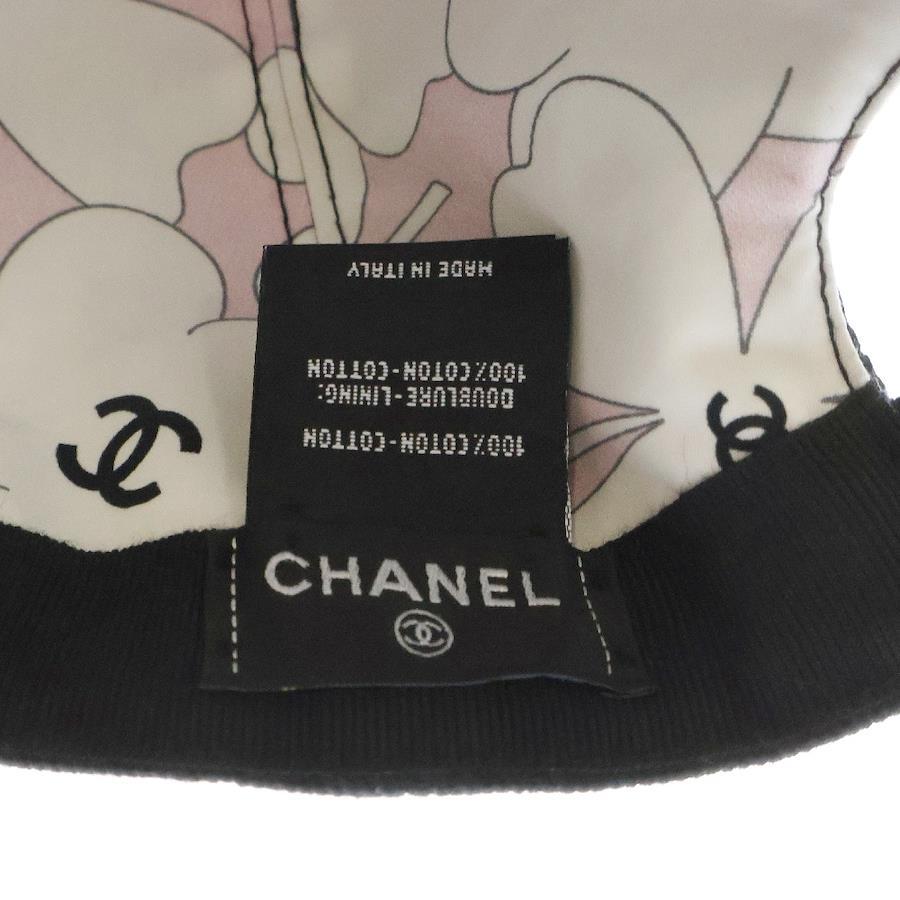 100% COTON-COTTON
DOUBLURE-LINING:
100% COTON-COTTON
MADE IN ITALY
CHANEL